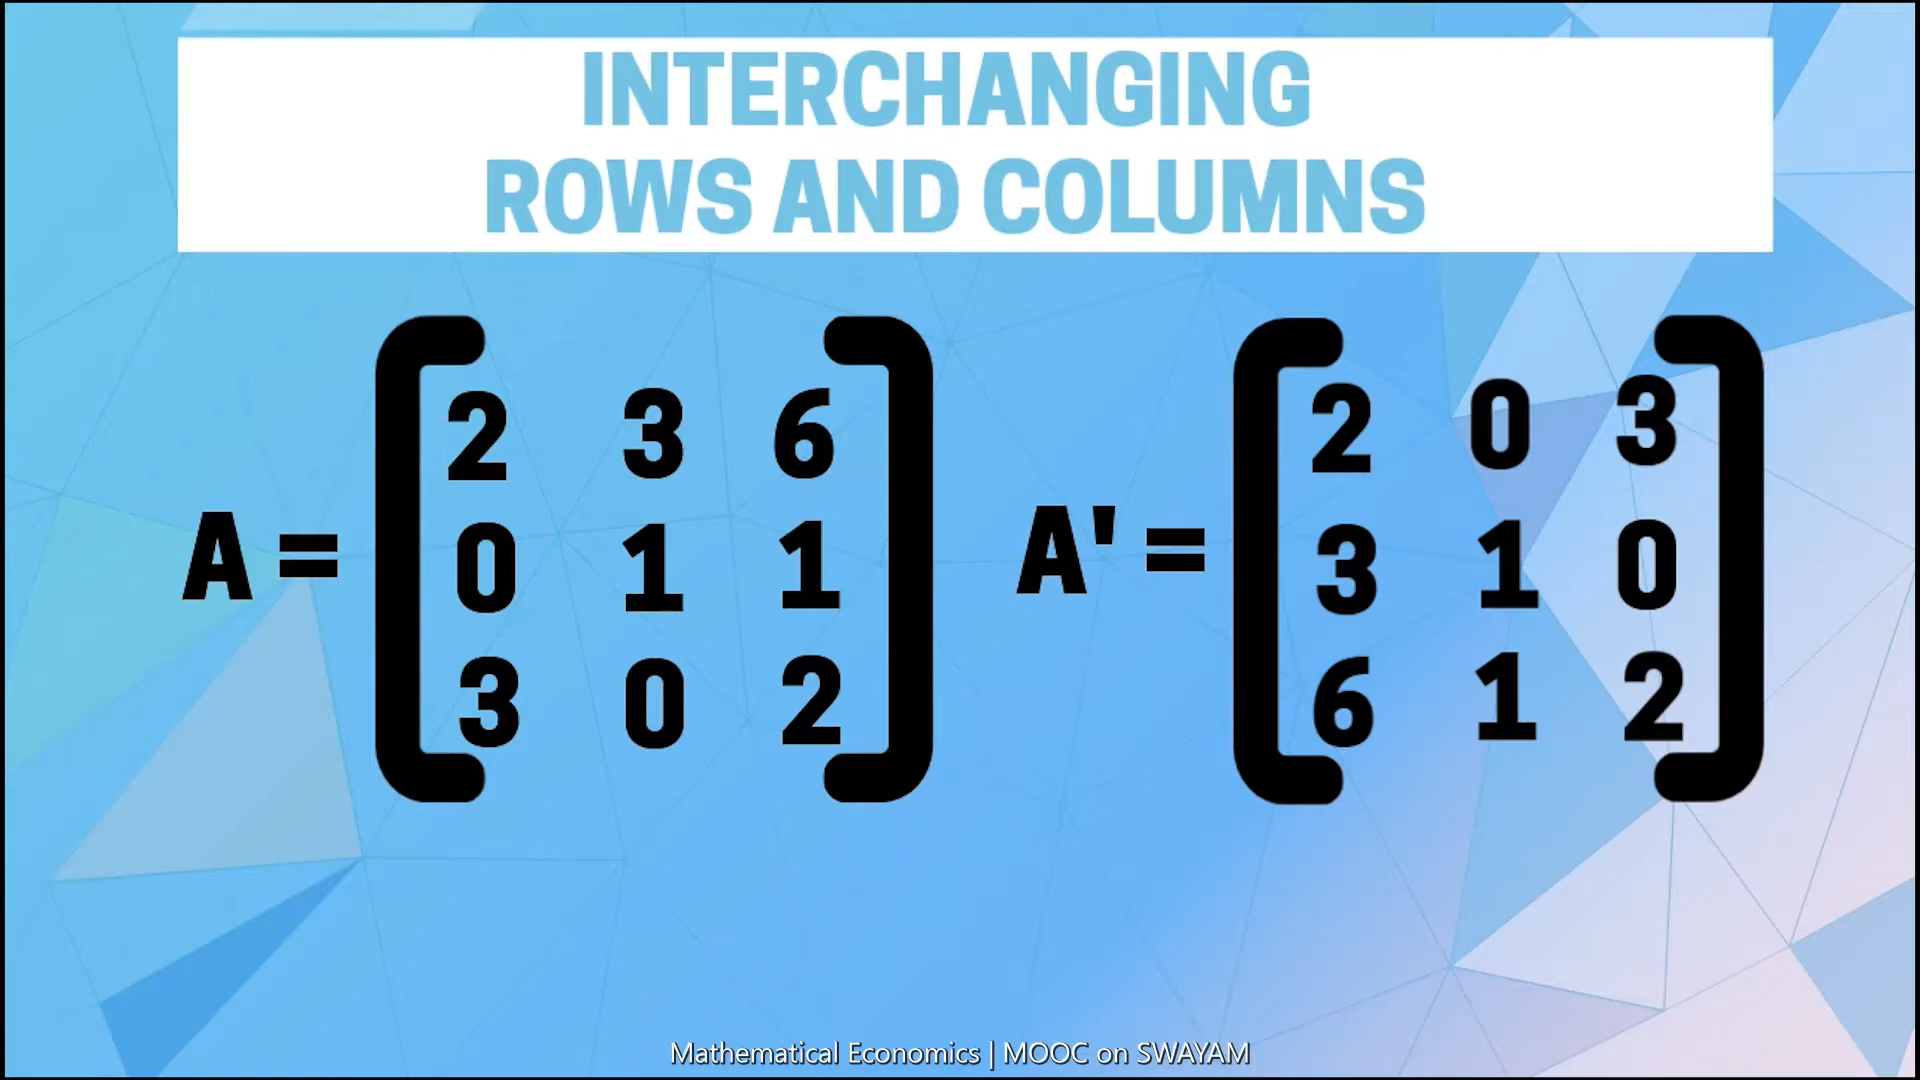 INTERCHANGING
ROWS AND COLUMNS
2 3 6 2 0 3
A = 0 1 1 A' = 3 1 0
3 0 2 6 1 2
Mathematical Economics | MOOC on SWAYAM